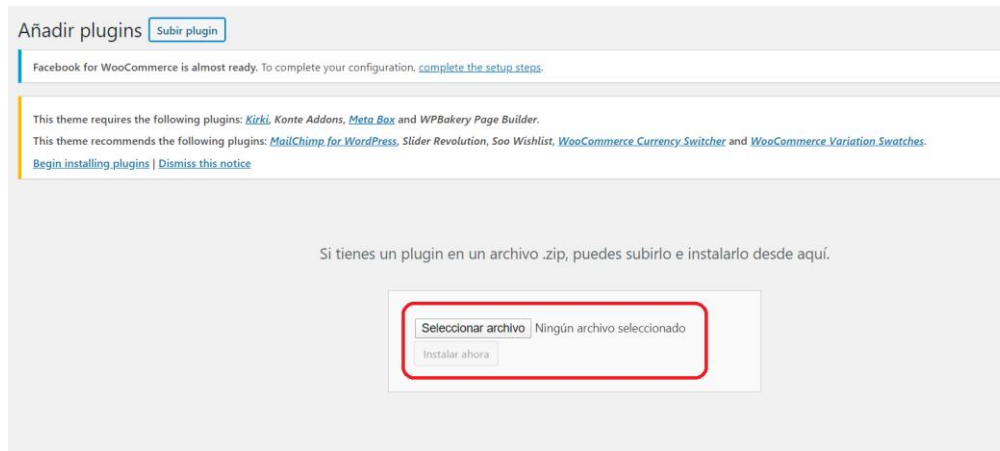 Añadir plugins Subir plugin
Facebook for WooCommerce is almost ready. To complete your configuration, complete the setup steps.
This theme requires the following plugins: Kirki, Konte Addons, Meta Box and WPBakery Page Builder.
This theme recommends the following plugins: MailChimp for WordPress, Slider Revolution, Soo Wishlist, WooCommerce Currency Switcher and WooCommerce Variation Swatches.
Begin installing plugins | Dismiss this notice
Si tienes un plugin en un archivo .zip, puedes subirlo e instalarlo desde aquí.
Seleccionar archivo Ningún archivo seleccionado
Instalar ahora